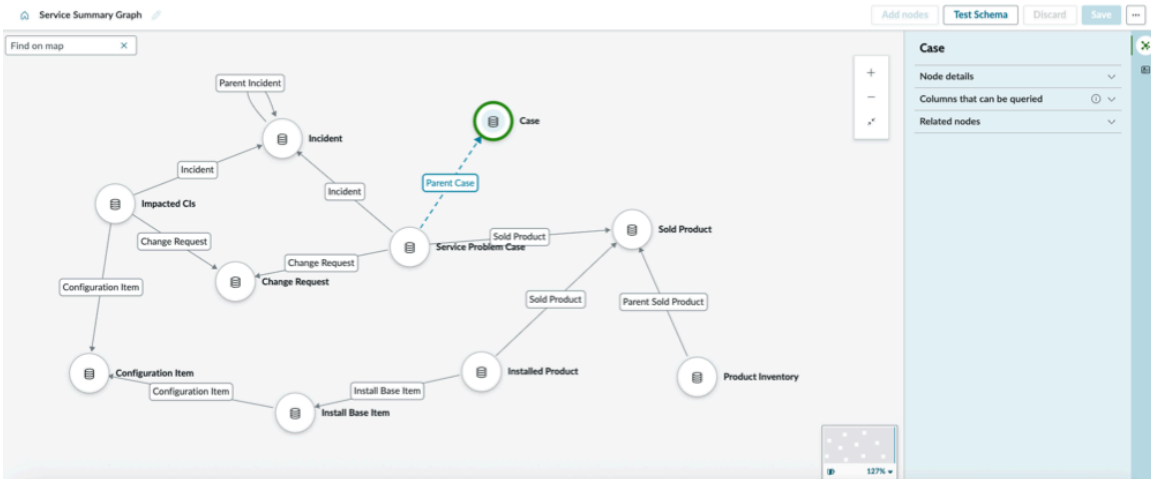 Service Summary Graph
Add nodes
Test Schema
Discard
Save
Find on map
Case
Node details
Columns that can be queried
Related nodes
Parent Incident
Incident
Case
Incident
Parent Case
Incident
Impacted CIs
Change Request
Sold Product
Sold Product
Service Problem Case
Change Request
Change Request
Configuration Item
Sold Product
Parent Sold Product
Configuration Item
Installed Product
Product Inventory
Configuration Item
Install Base Item
Install Base Item
127%